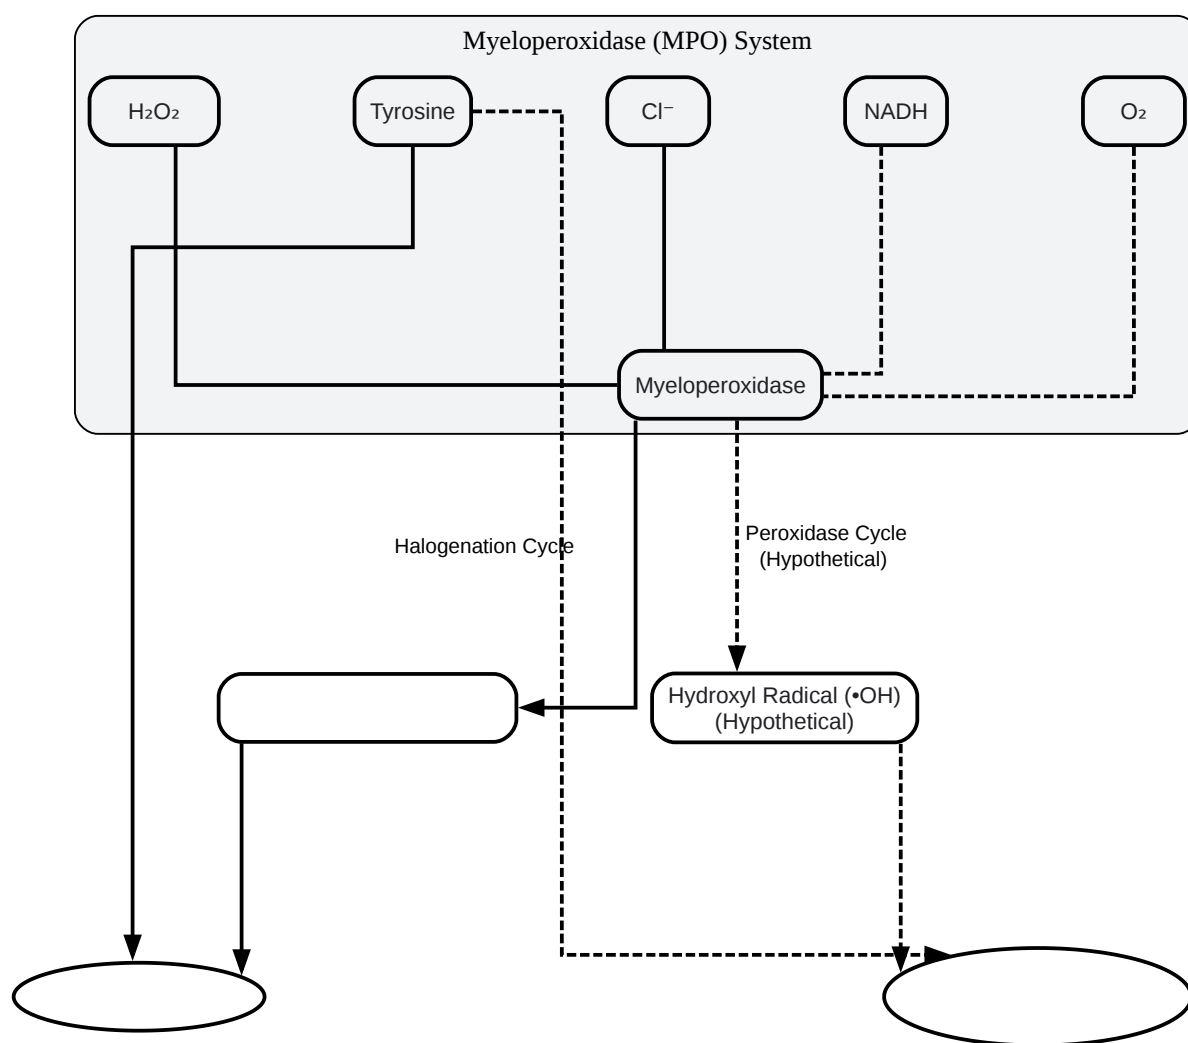 Myeloperoxidase (MPO) System
H₂O₂
Tyrosine
Cl⁻
NADH
O₂
Myeloperoxidase
Halogenation Cycle
Peroxidase Cycle
(Hypothetical)
Hydroxyl Radical (•OH)
(Hypothetical)